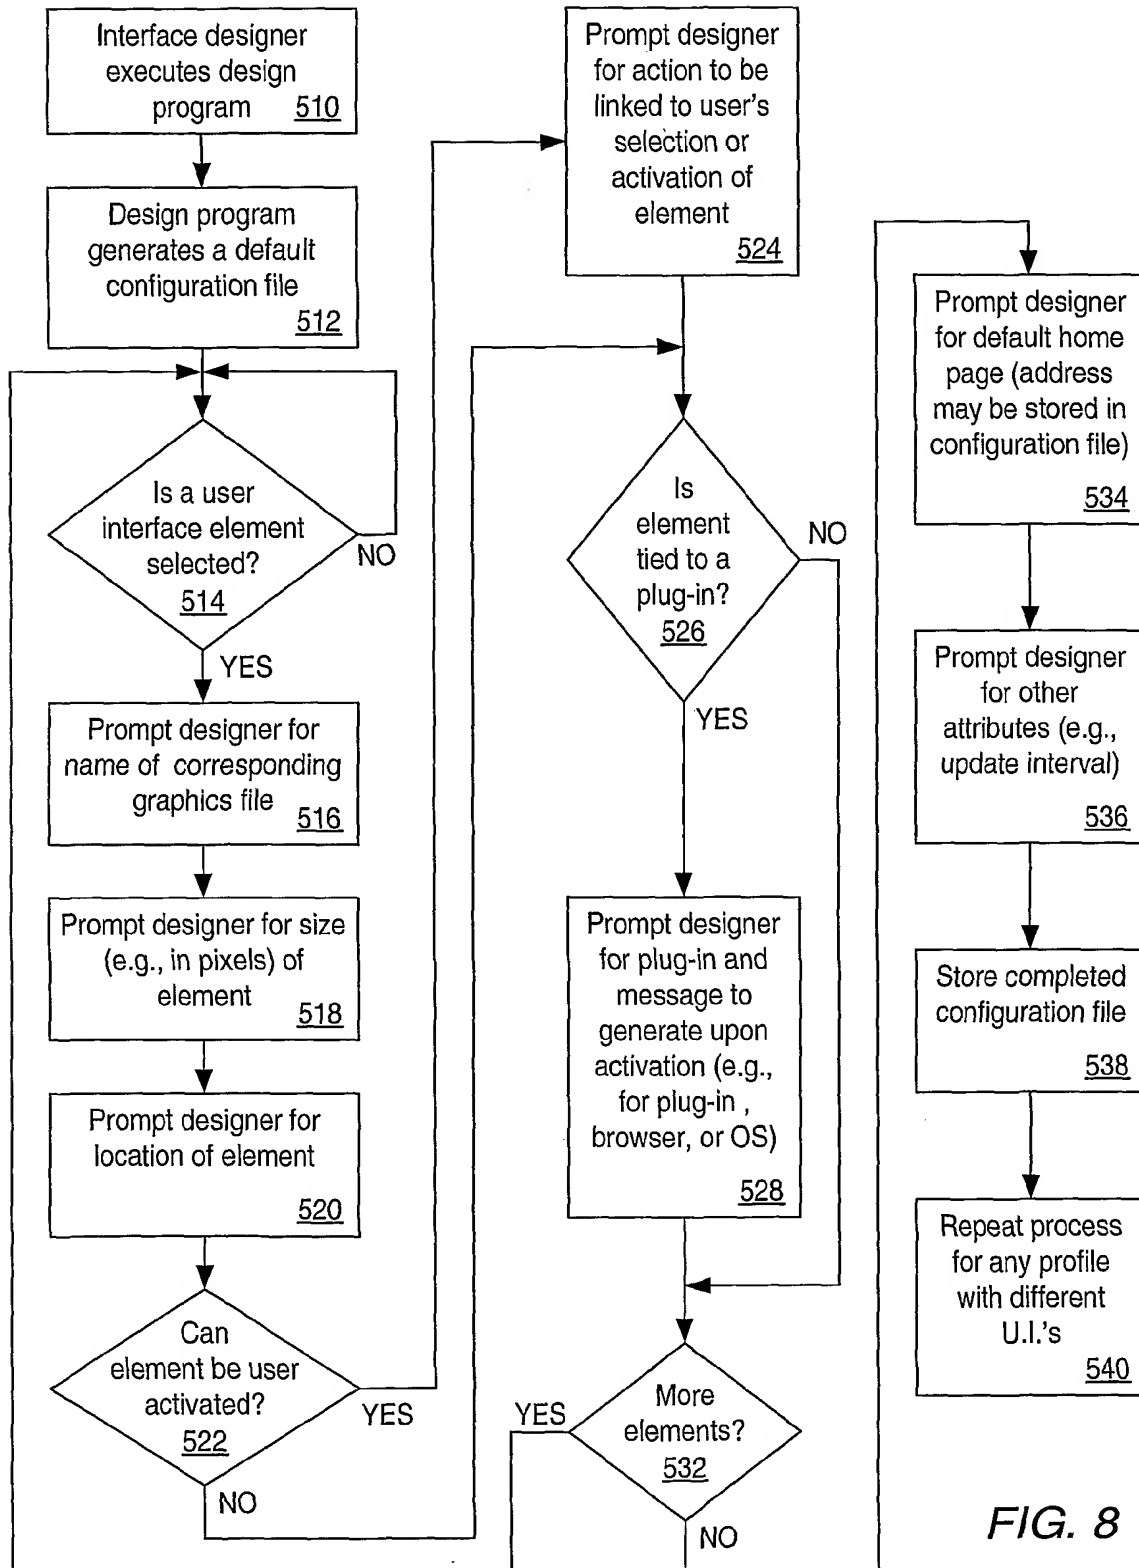 Interface designer
executes design
program 510
Design program
generates a default
configuration file
512
Is a user
interface element
selected?
514
NO
YES
Prompt designer for
name of corresponding
graphics file
516
Prompt designer for size
(e.g., in pixels) of
element
518
Prompt designer for
location of element
520
Can
element be user
activated?
522
YES
NO
Prompt designer
for action to be
linked to user's
selection or
activation of
element
524
Is
element
tied to a
plug-in?
526
NO
YES
Prompt designer
for plug-in and
message to
generate upon
activation (e.g.,
for plug-in ,
browser, or OS)
528
More
elements?
532
YES
NO
Prompt designer
for default home
page (address
may be stored in
configuration file)
534
Prompt designer
for other
attributes (e.g.,
update interval)
536
Store completed
configuration file
538
Repeat process
for any profile
with different
U.I.'s
540
FIG. 8